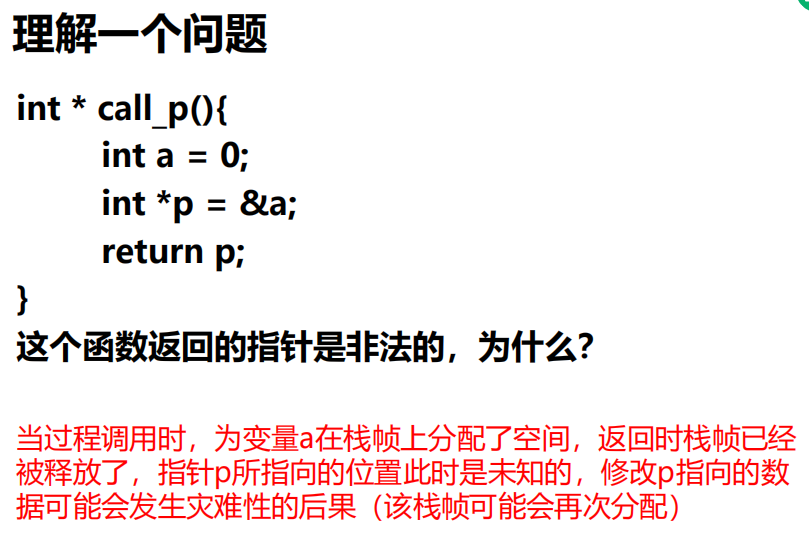 理解一个问题
int * call_p(){
int a = 0;
int *p = &a;
return p;
}
这个函数返回的指针是非法的，为什么？
当过程调用时，为变量a在栈帧上分配了空间，返回时栈帧已经
被释放了，指针p所指向的位置此时是未知的，修改p指向的数
据可能会发生灾难性的后果（该栈帧可能会再次分配）